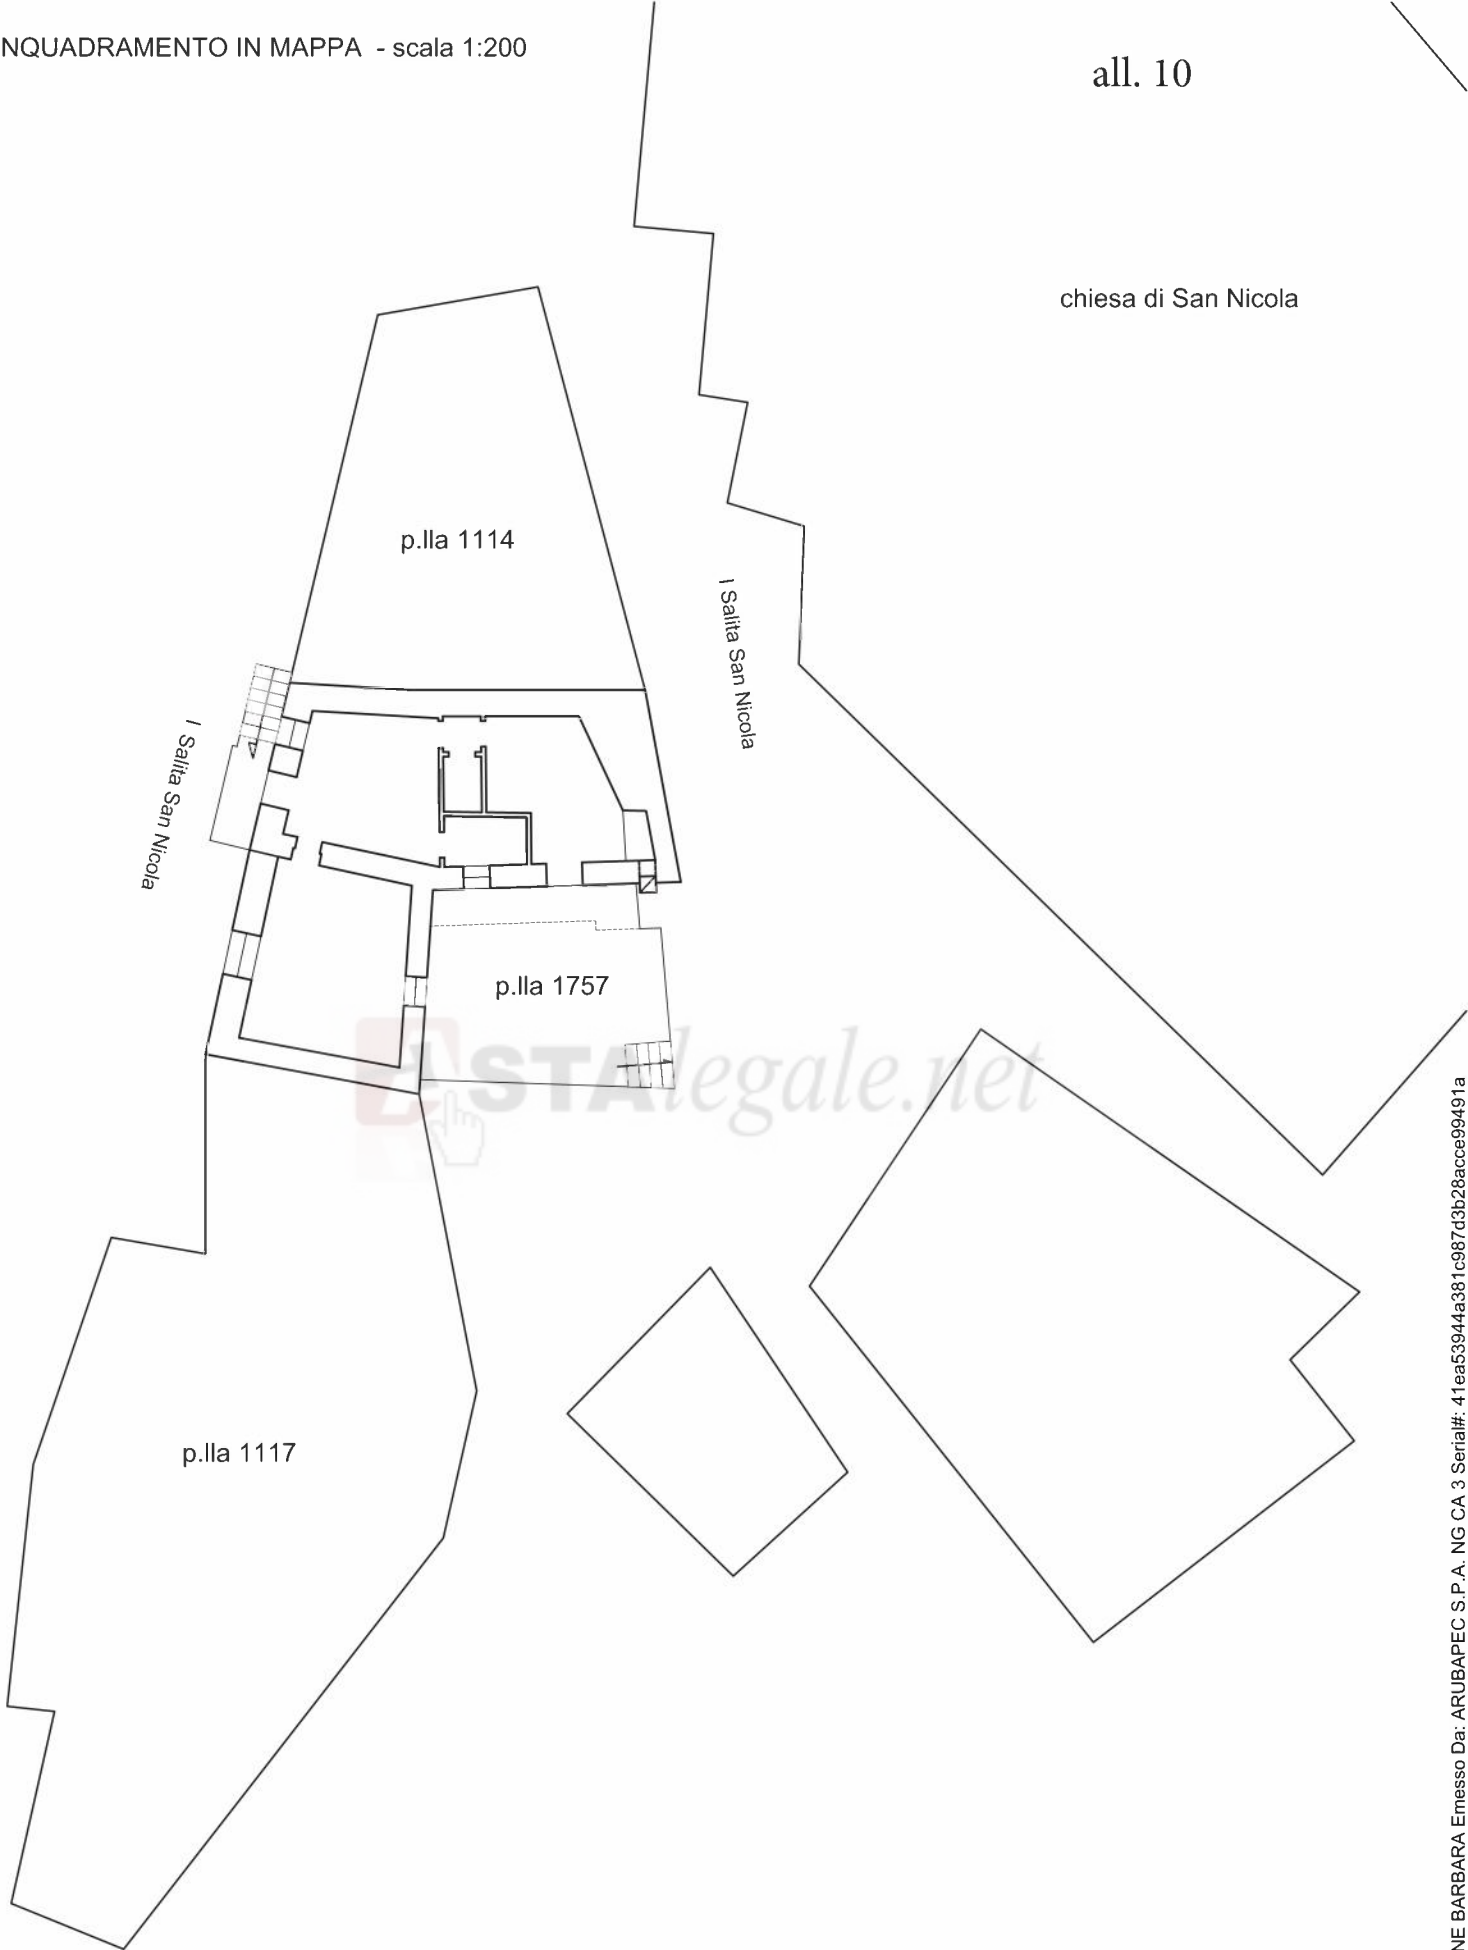 NQUADRAMENTO IN MAPPA - scala 1:200
all. 10
chiesa di San Nicola
p.lla 1114
I Salita San Nicola
I Salita San Nicola
p.lla 1757
ASTAlegale.net
p.lla 1117
NE BARBARA Emesso Da: ARUBAPEC S.P.A. NG CA 3 Serial#: 41ea53944a381c987d3b28acce99491a